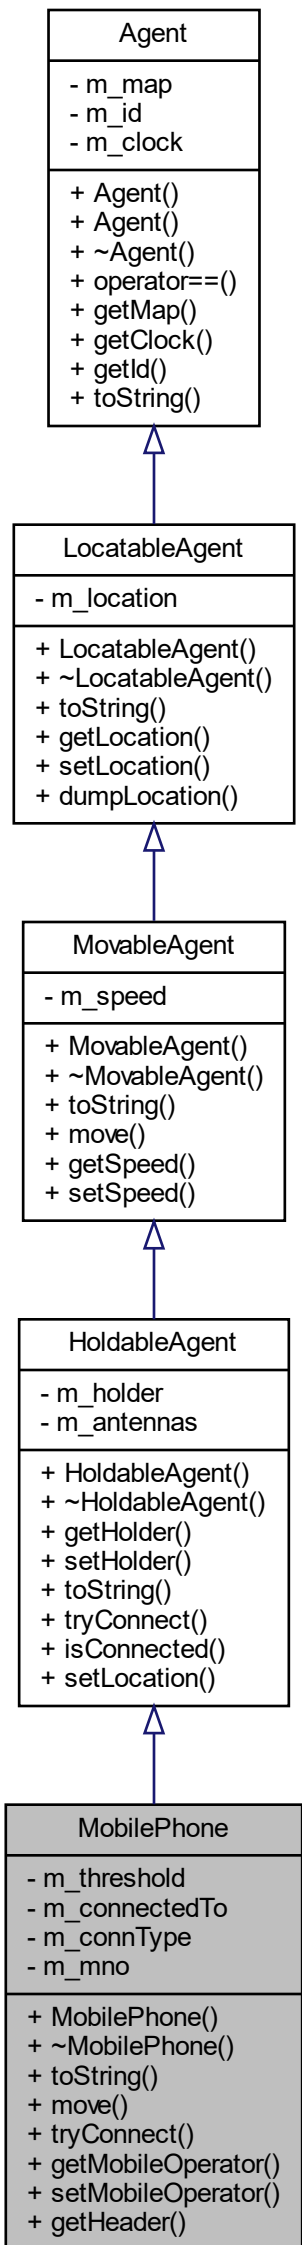 Agent
- m_map
- m_id
- m_clock
+ Agent()
+ Agent()
+ ~Agent()
+ operator==()
+ getMap()
+ getClock()
+ getId()
+ toString()
LocatableAgent
- m_location
+ LocatableAgent()
+ ~LocatableAgent()
+ toString()
+ getLocation()
+ setLocation()
+ dumpLocation()
MovableAgent
- m_speed
+ MovableAgent()
+ ~MovableAgent()
+ toString()
+ move()
+ getSpeed()
+ setSpeed()
HoldableAgent
- m_holder
- m_antennas
+ HoldableAgent()
+ ~HoldableAgent()
+ getHolder()
+ setHolder()
+ toString()
+ tryConnect()
+ isConnected()
+ setLocation()
MobilePhone
- m_threshold
- m_connectedTo
- m_connType
- m_mno
+ MobilePhone()
+ ~MobilePhone()
+ toString()
+ move()
+ tryConnect()
+ getMobileOperator()
+ setMobileOperator()
+ getHeader()